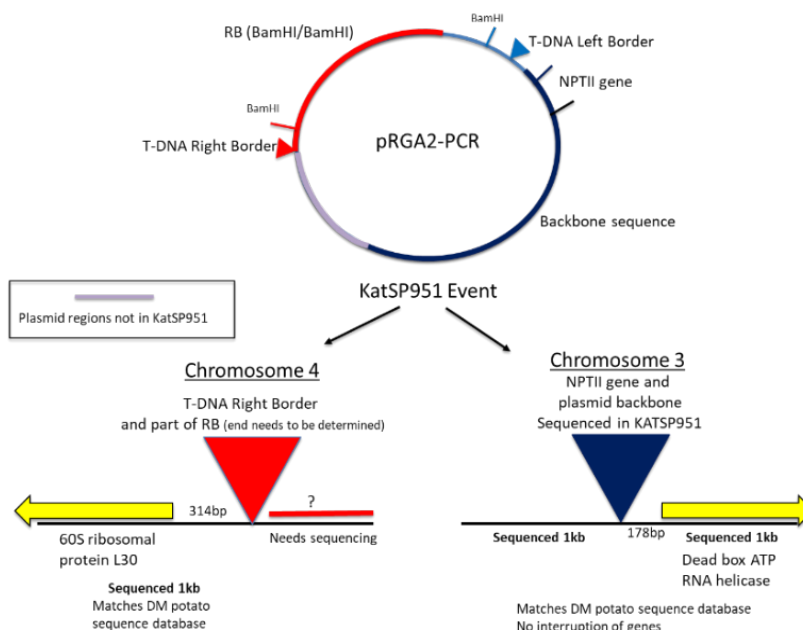 BamHI
RB (BamHI/BamHI)
T-DNA Left Border
NPTII gene
BamHI
T-DNA Right Border
pRGA2-PCR
Backbone sequence
KatSP951 Event
Plasmid regions not in KatSP951
Chromosome 4
T-DNA Right Border
and part of RB (end needs to be determined)
314bp
?
60S ribosomal
protein L30
Needs sequencing
Sequenced 1kb
Matches DM potato
sequence database
Chromosome 3
NPTII gene and
plasmid backbone
Sequenced in KATSP951
Sequenced 1kb
178bp
Sequenced 1kb
Dead box ATP
RNA helicase
Matches DM potato sequence database
No interruption of genes